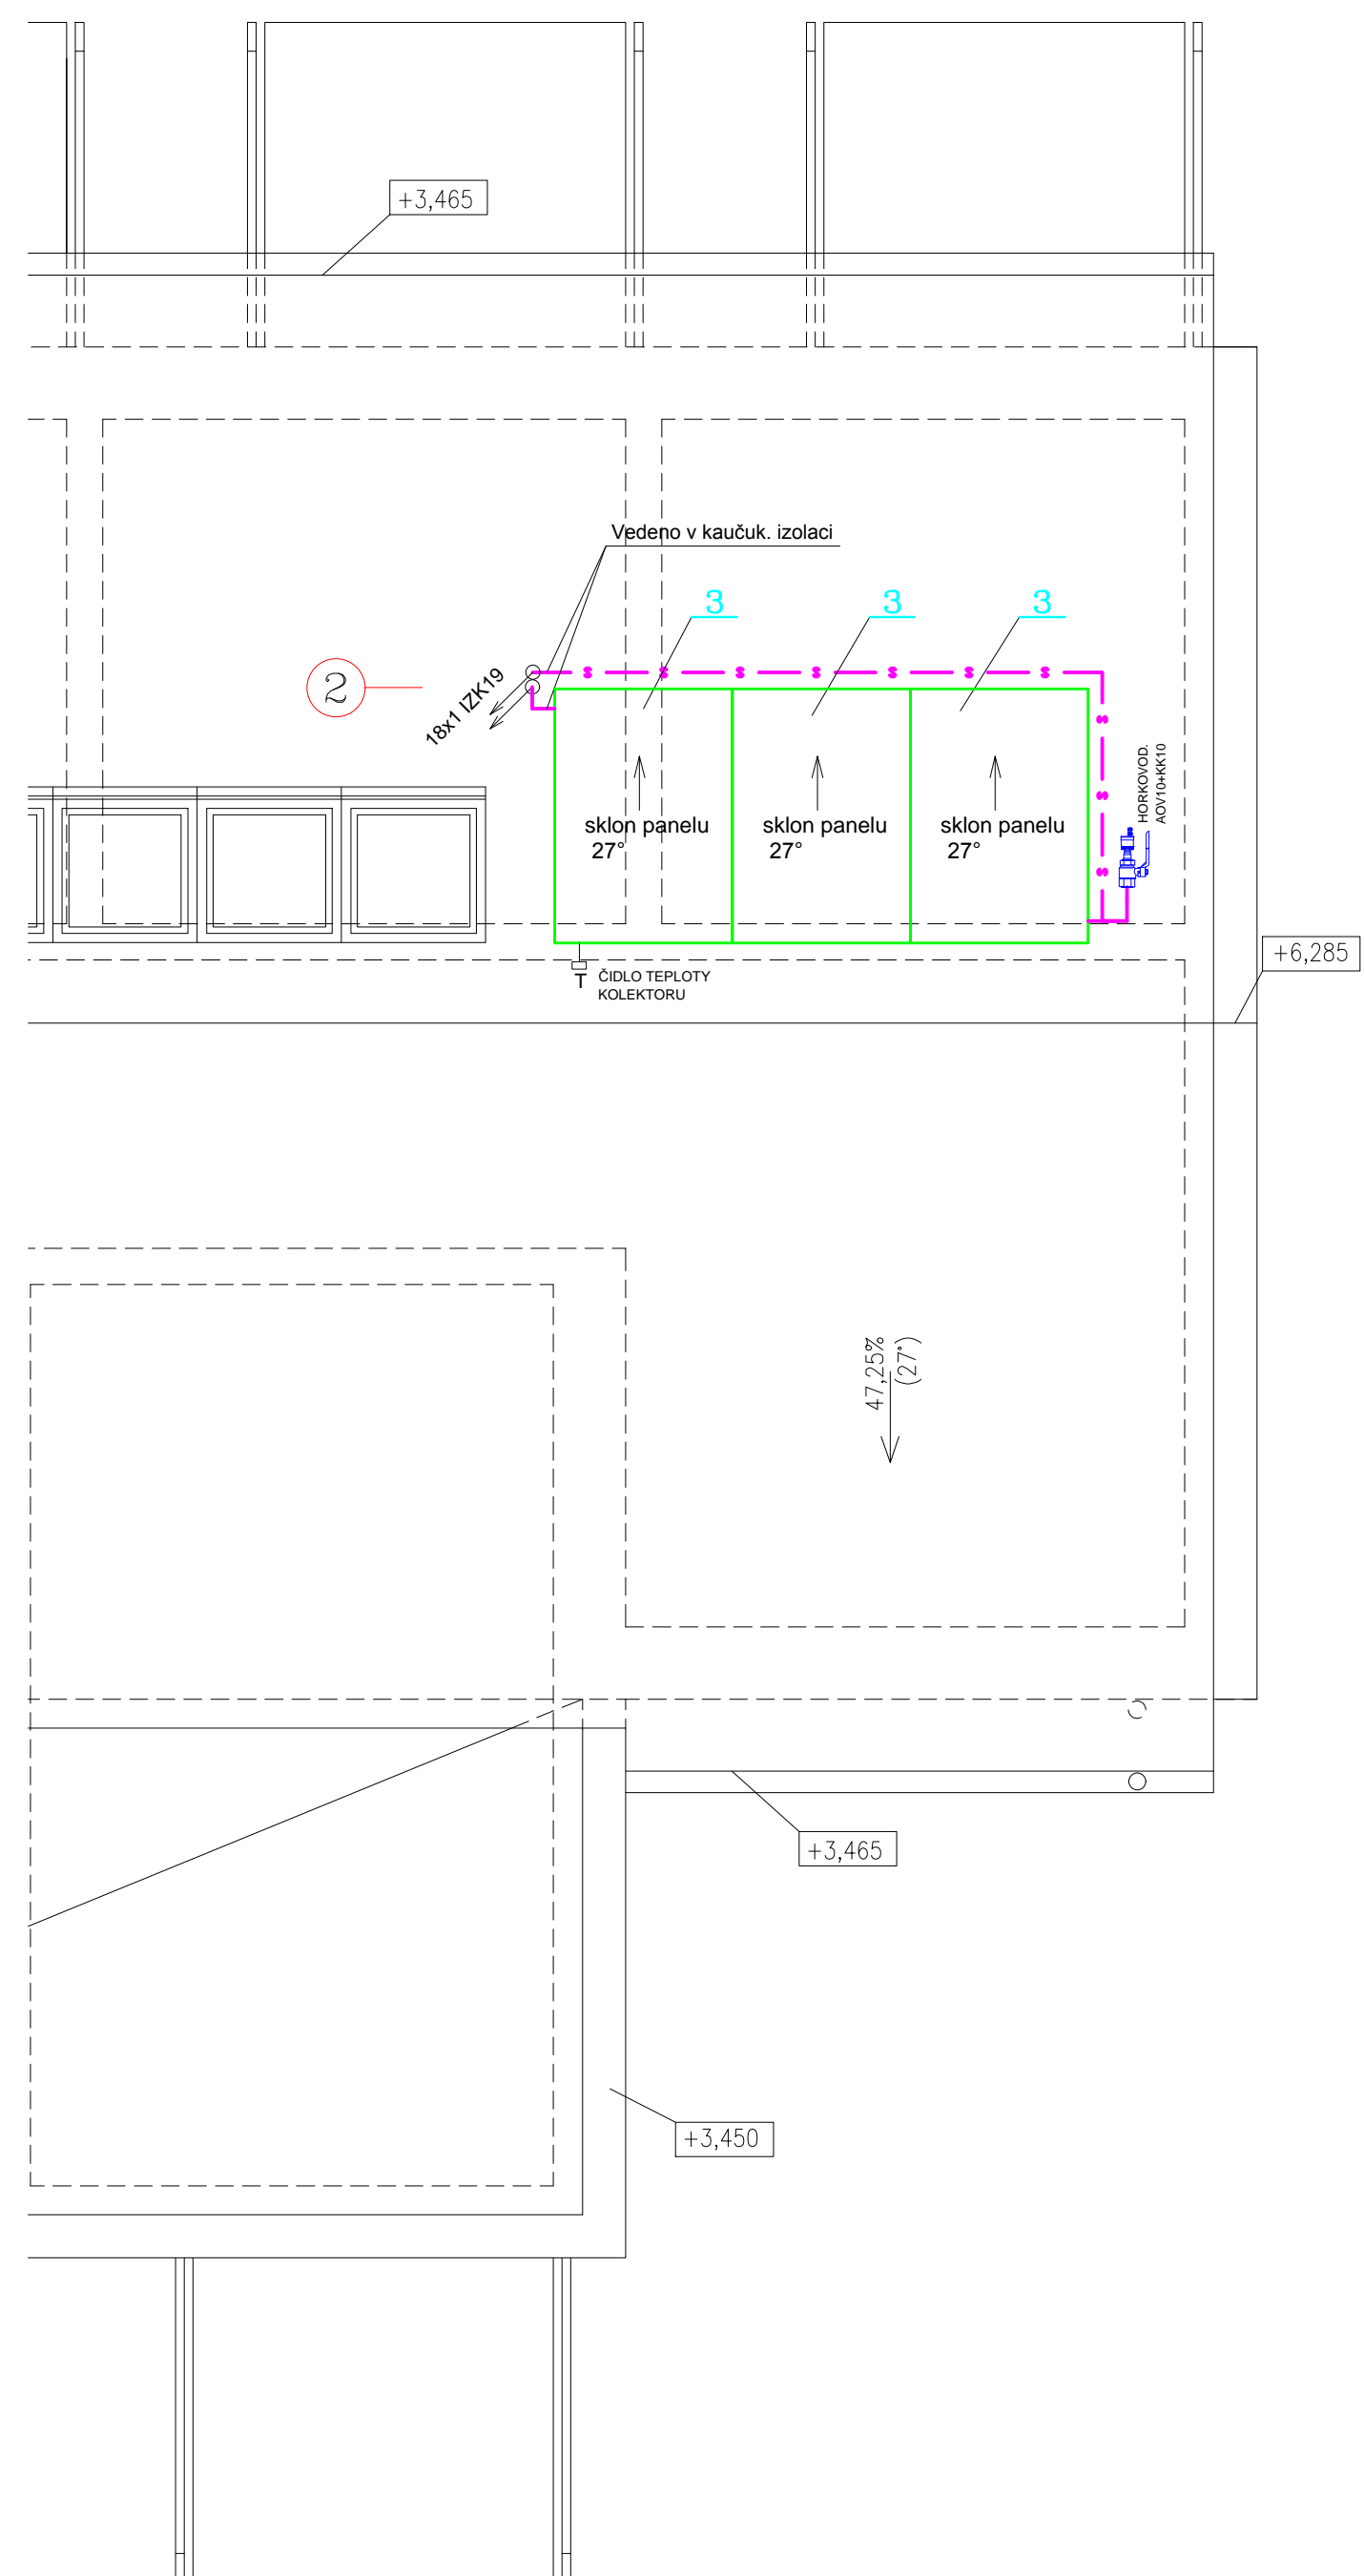 +3,465
Vedeno v kaučuk. izolaci
3
3
3
2
18x1 IZK19
S S S S S S S
S
S
S
HORKOVOD.
AOV10+KK10
sklon panelu
27°
sklon panelu
27°
sklon panelu
27°
+6,285
T
ČIDLO TEPLOTY
KOLEKTORU
47,25%
(27°)
+3,465
+3,450